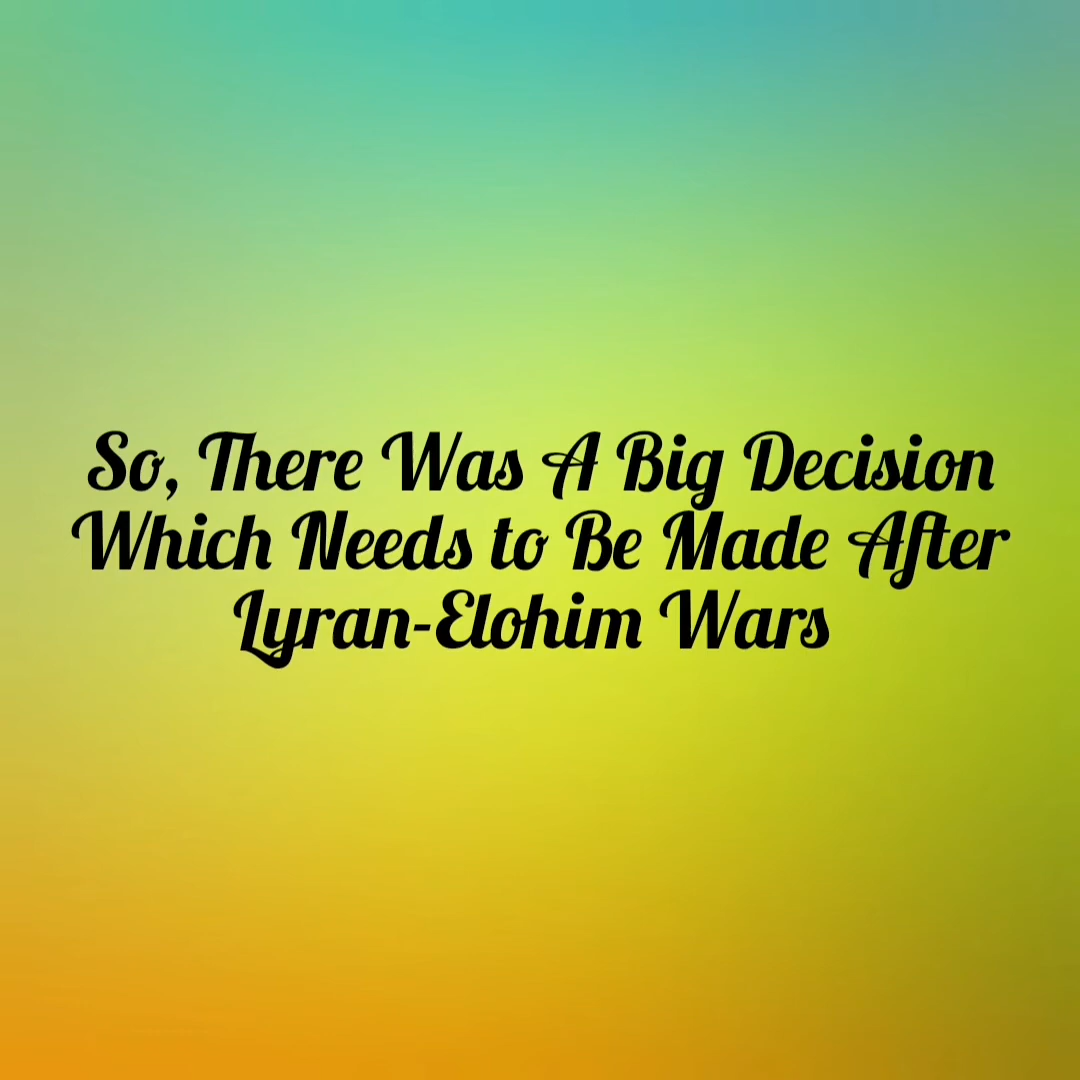 So, There Was A Big Decision
Which Needs to Be Made After
Lyran-Elohim Wars